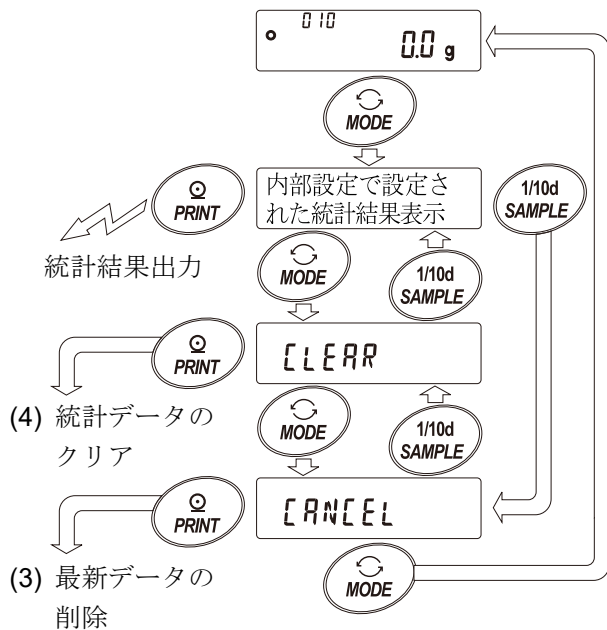 010
0.0 g
MODE
PRINT
内部設定で設定さ
れた統計結果表示
1/10d
SAMPLE
統計結果出力
MODE
1/10d
SAMPLE
PRINT
CLEAR
(4) 統計データの
クリア
MODE
1/10d
SAMPLE
PRINT
CANCEL
(3) 最新データの
削除
MODE